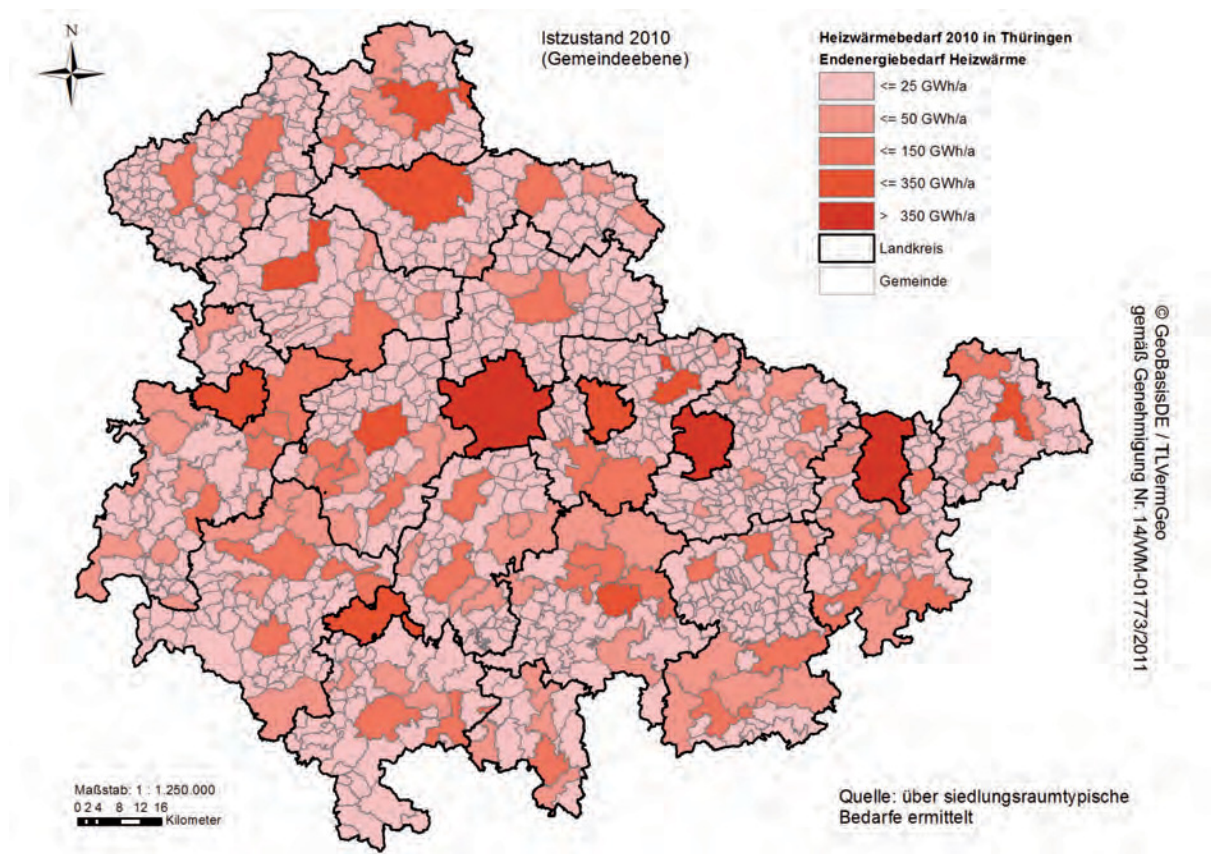 N
Istzustand 2010
(Gemeindeebene)
Heizwärmebedarf 2010 in Thüringen
Endenergiebedarf Heizwärme
<= 25 GWh/a
<= 50 GWh/a
<= 150 GWh/a
<= 350 GWh/a
> 350 GWh/a
Landkreis
Gemeinde
© GeoBasisDE / TLVermGeo
gemäß Genehmigung Nr. 14/WM-01773/2011
Maßstab: 1 : 1.250.000
0 2 4 8 12 16
Kilometer
Quelle: über siedlungsraumtypische
Bedarfe ermittelt